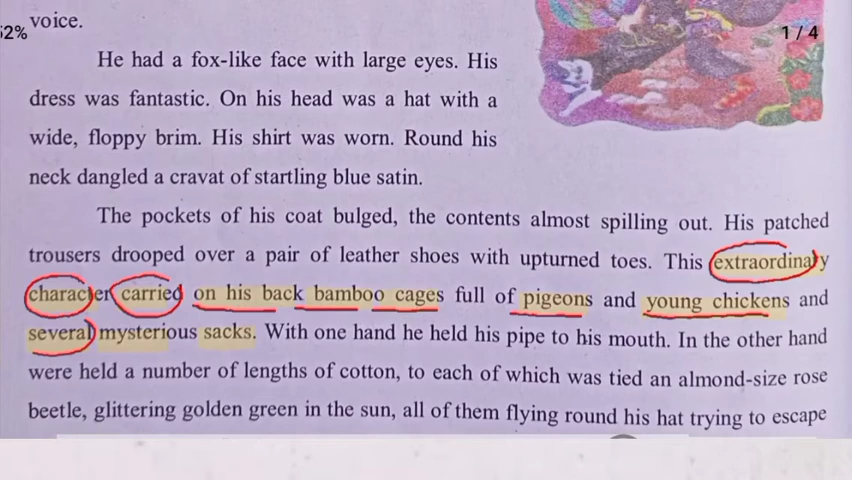 voice.
52%
1/4
He had a fox-like face with large eyes. His
dress was fantastic. On his head was a hat with a
wide, floppy brim. His shirt was worn. Round his
neck dangled a cravat of startling blue satin.
The pockets of his coat bulged, the contents almost spilling out. His patched
trousers drooped over a pair of leather shoes with upturned toes. This extraordinary
character carried on his back bamboo cages full of pigeons and young chickens and
several mysterious sacks. With one hand he held his pipe to his mouth. In the other hand
were held a number of lengths of cotton, to each of which was tied an almond-size rose
beetle, glittering golden green in the sun, all of them flying round his hat trying to escape